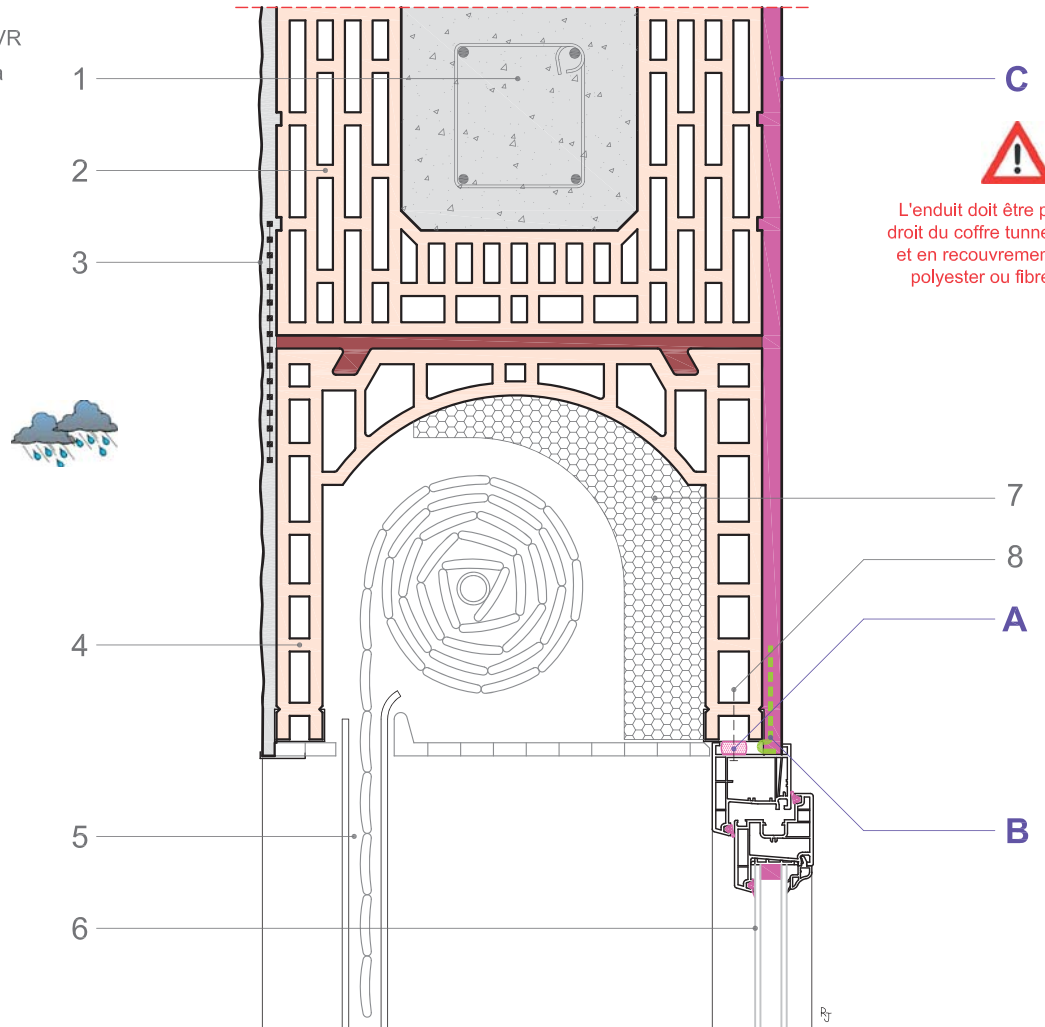 VR
a
1
2
3
4
5
6
C
L'enduit doit être p
droit du coffre tunne
et en recouvremen
polyester ou fibre
7
8
A
B
RJ